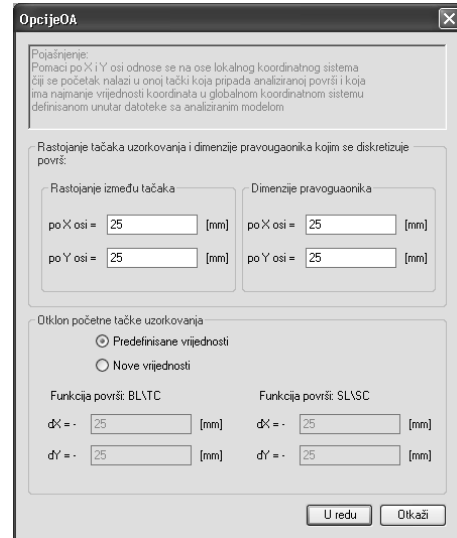 OpcijeOA
Pojašnjenje:
Pomaci po X i Y osi odnose se na ose lokalnog koordinatnog sistema
čiji se početak nalazi u onoj tački koja pripada analiziranoj površi i koja
ima najmanje vrijednosti koordinata u globalnom koordinatnom sistemu
definisanom unutar datoteke sa analiziranim modelom
Rastojanje tačaka uzorkovanja i dimenzije pravougaonika kojim se diskretizuje
površ:
Rastojanje između tačaka
po X osi = 25 [mm]
po Y osi = 25 [mm]
Dimenzije pravoguaonika
po X osi = 25 [mm]
po Y osi = 25 [mm]
Otklon početne tačke uzorkovanja
Predefinisane vrijednosti
Nove vrijednosti
Funkcija površi: BL\TC
dX = - 25 [mm]
dY = - 25 [mm]
Funkcija površi: SL\SC
dX = - 25 [mm]
dY = - 25 [mm]
U redu Otkaži